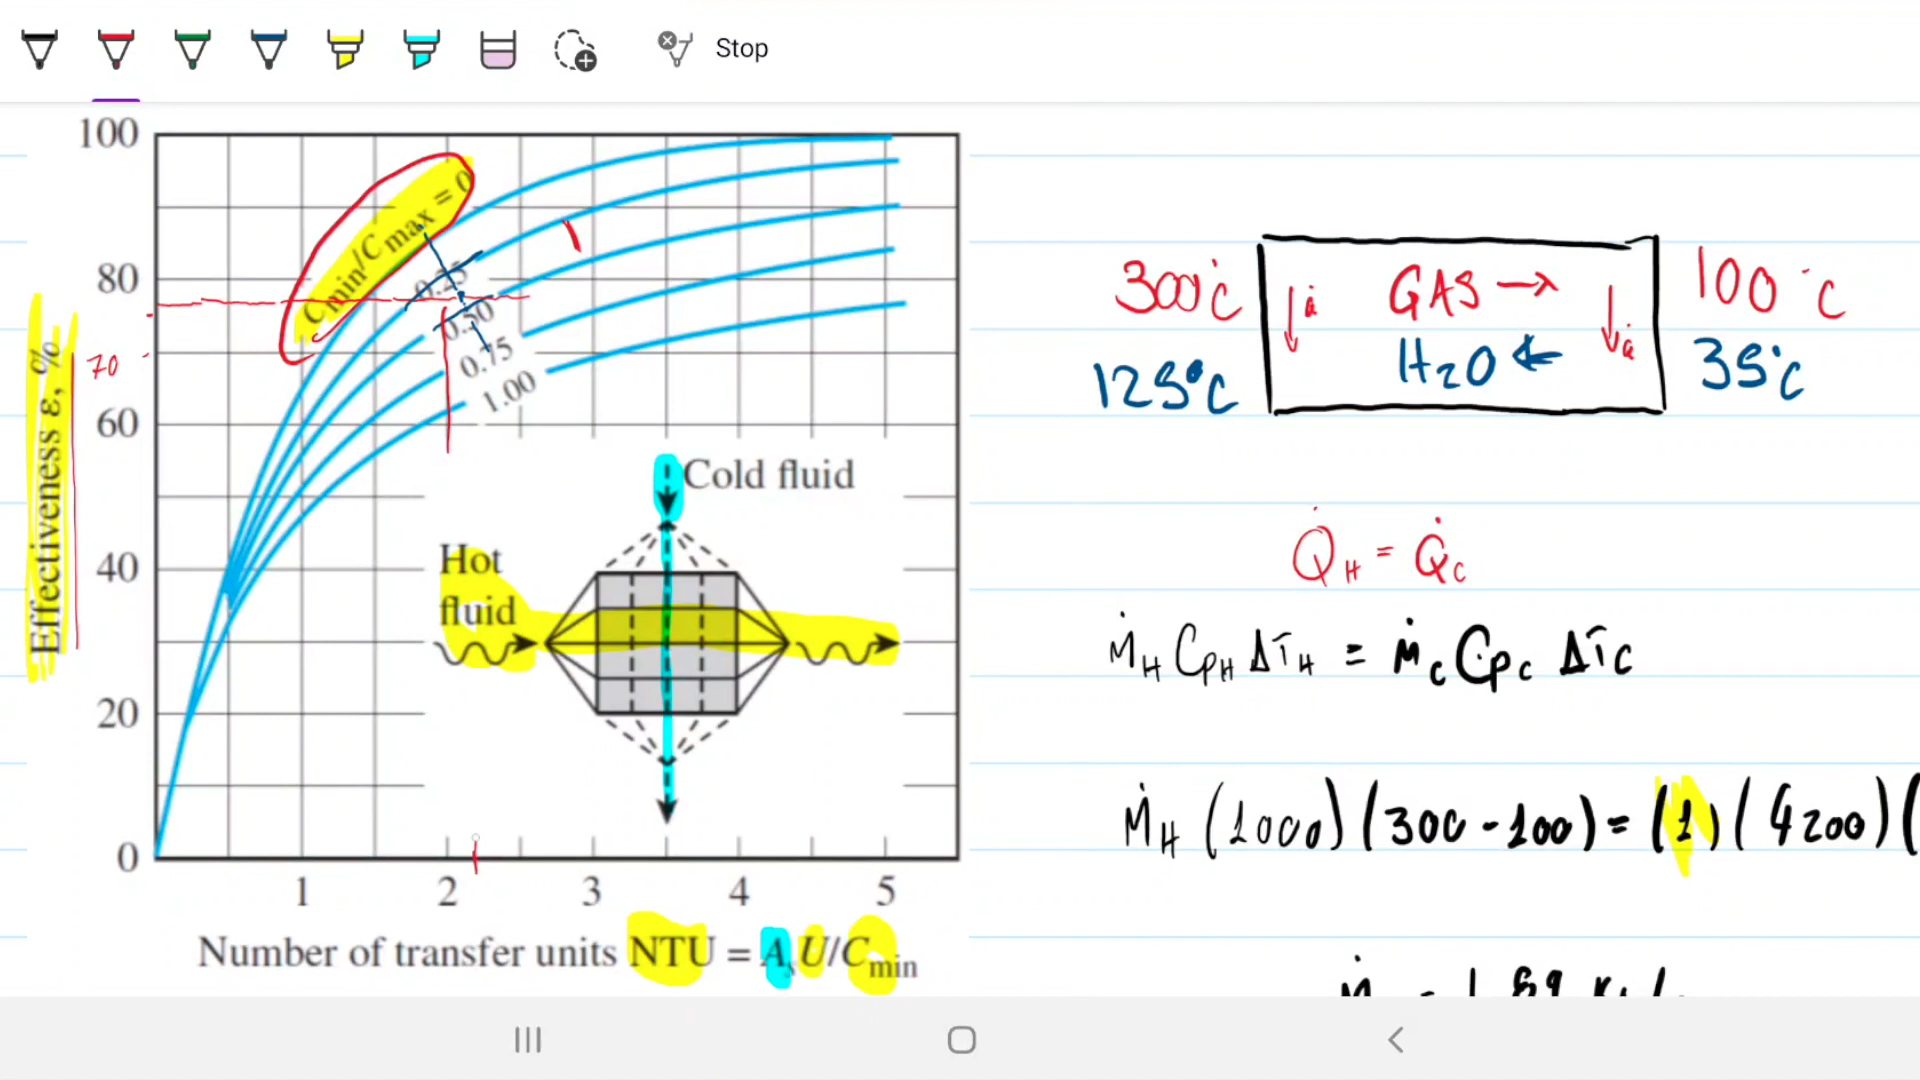 Stop
100
80
70
60
40
20
0
Effectiveness ε, %
Cmin/Cmax = 0
0.25
0.50
0.75
1.00
Cold fluid
Hot
fluid
1 2 3 4 5
Number of transfer units NTU = AsU/Cmin
300°C GAS → 100°C
125°C H2O ← 35°C
Q̇H = Q̇C
ṀH CPH ΔTH = ṁC CPC ΔTC
ṀH (1000) (300 - 100) = (1) (4200) (